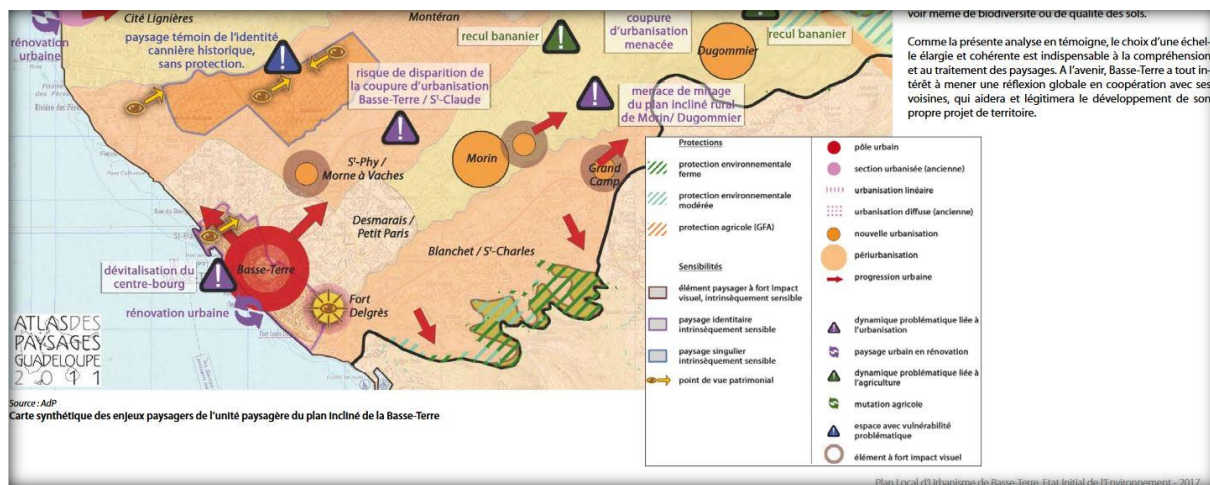 voir même de biodiversité ou de qualité des sols.
Comme la présente analyse en témoigne, le choix d'une échel-
le élargie et cohérente est indispensable à la compréhension
et au traitement des paysages. A l'avenir, Basse-Terre a tout in-
térêt à mener une réflexion globale en coopération avec ses
voisines, qui aidera et légitimera le développement de son
propre projet de territoire.
Cité Lignières
Montéran
rénovation
urbaine
paysage témoin de l'identité
cannière historique,
sans protection.
recul bananier
coupure
d'urbanisation
menacée
Dugommier
recul bananier
Rivière des Pères
risque de disparition de
la coupure d'urbanisation
Basse-Terre / St-Claude
menace de mitage
du plan incliné rural
de Morin/ Dugommier
St-Phy /
Morne à Vaches
Morin
Grand
Camp
Desmarais /
Petit Paris
Blanchet / St-Charles
Basse-Terre
dévitalisation du
centre-bourg
rénovation urbaine
Fort
Delgrès
ATLAS DES
PAYSAGES
GUADELOUPE
2011
Protections
protection environnementale
ferme
protection environnementale
modérée
protection agricole (GFA)
Sensibilités
élément paysager à fort impact
visuel, intrinsèquement sensible
paysage identitaire
intrinsèquement sensible
paysage singulier
intrinsèquement sensible
point de vue patrimonial
pôle urbain
section urbanisée (ancienne)
urbanisation linéaire
urbanisation diffuse (ancienne)
nouvelle urbanisation
périurbanisation
progression urbaine
dynamique problématique liée à
l'urbanisation
paysage urbain en rénovation
dynamique problématique liée à
l'agriculture
mutation agricole
espace avec vulnérabilité
problématique
élément à fort impact visuel
Source : AdP
Carte synthétique des enjeux paysagers de l'unité paysagère du plan incliné de la Basse-Terre
Plan Local d'Urbanisme de Basse-Terre, Etat Initial de l'Environnement - 2017